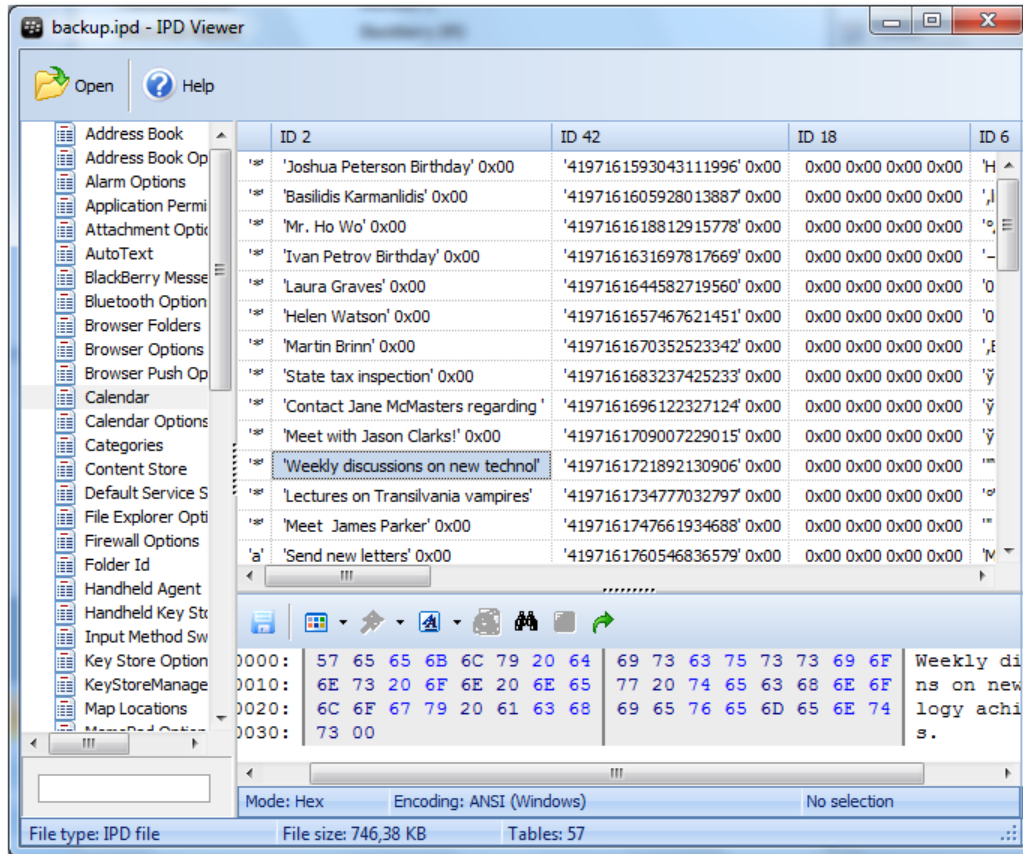 backup.ipd - IPD Viewer
Open Help
Address Book
Address Book Op
Alarm Options
Application Permi
Attachment Optic
AutoText
BlackBerry Messe
Bluetooth Option
Browser Folders
Browser Options
Browser Push Op
Calendar
Calendar Options
Categories
Content Store
Default Service S
File Explorer Opti
Firewall Options
Folder Id
Handheld Agent
Handheld Key Sto
Input Method Sw
Key Store Option
KeyStoreManage
Map Locations
ID 2 ID 42 ID 18 ID 6
'*' 'Joshua Peterson Birthday' 0x00 '4197161593043111996' 0x00 0x00 0x00 0x00 0x00 'H
'*' 'Basilidis Karmanlidis' 0x00 '4197161605928013887' 0x00 0x00 0x00 0x00 0x00
'*' 'Mr. Ho Wo' 0x00 '4197161618812915778' 0x00 0x00 0x00 0x00 0x00
'*' 'Ivan Petrov Birthday' 0x00 '4197161631697817669' 0x00 0x00 0x00 0x00 0x00 '–
'*' 'Laura Graves' 0x00 '4197161644582719560' 0x00 0x00 0x00 0x00 0x00 '0
'*' 'Helen Watson' 0x00 '4197161657467621451' 0x00 0x00 0x00 0x00 0x00 '0
'*' 'Martin Brinn' 0x00 '4197161670352523342' 0x00 0x00 0x00 0x00 0x00
'*' 'State tax inspection' 0x00 '4197161683237425233' 0x00 0x00 0x00 0x00 0x00 'ў
'*' 'Contact Jane McMasters regarding ' '4197161696122327124' 0x00 0x00 0x00 0x00 0x00 'ў
'*' 'Meet with Jason Clarks!' 0x00 '4197161709007229015' 0x00 0x00 0x00 0x00 0x00 'ў
'*' 'Weekly discussions on new technol' '4197161721892130906' 0x00 0x00 0x00 0x00 0x00
'*' 'Lectures on Transilvania vampires' '4197161734777032797' 0x00 0x00 0x00 0x00 0x00
'*' 'Meet  James Parker' 0x00 '4197161747661934688' 0x00 0x00 0x00 0x00 0x00
'a' 'Send new letters' 0x00 '4197161760546836579' 0x00 0x00 0x00 0x00 0x00 'M
0000: 57 65 65 6B 6C 79 20 64 69 73 63 75 73 73 69 6F Weekly di
0010: 6E 73 20 6F 6E 20 6E 65 77 20 74 65 63 68 6E 6F ns on new
0020: 6C 6F 67 79 20 61 63 68 69 65 76 65 6D 65 6E 74 logy achi
0030: 73 00 s.
Mode: Hex Encoding: ANSI (Windows) No selection
File type: IPD file File size: 746,38 KB Tables: 57